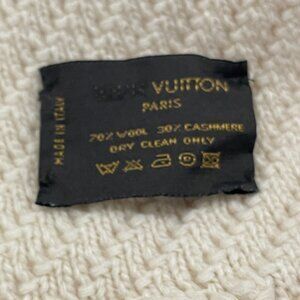 VUITTON
PARIS
70% WOOL 30% CASHMERE
DRY CLEAN ONLY
MADE IN ITALY